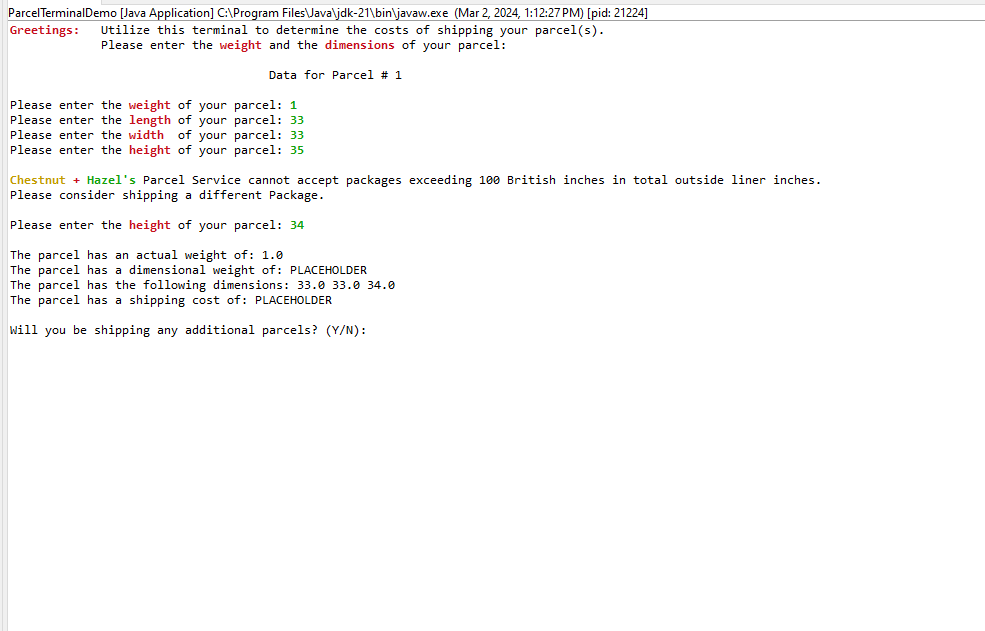 ParcelTerminalDemo [Java Application] C:\Program Files\Java\jdk-21\bin\javaw.exe (Mar 2, 2024, 1:12:27 PM) [pid: 21224]
Greetings: Utilize this terminal to determine the costs of shipping your parcel(s).
Please enter the weight and the dimensions of your parcel:
Data for Parcel # 1
Please enter the weight of your parcel: 1
Please enter the length of your parcel: 33
Please enter the width of your parcel: 33
Please enter the height of your parcel: 35
Chestnut + Hazel's Parcel Service cannot accept packages exceeding 100 British inches in total outside liner inches.
Please consider shipping a different Package.
Please enter the height of your parcel: 34
The parcel has an actual weight of: 1.0
The parcel has a dimensional weight of: PLACEHOLDER
The parcel has the following dimensions: 33.0 33.0 34.0
The parcel has a shipping cost of: PLACEHOLDER
Will you be shipping any additional parcels? (Y/N):